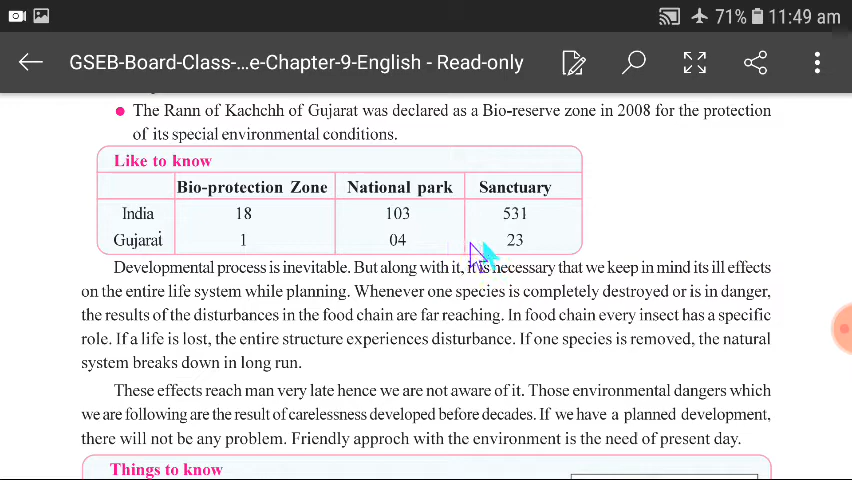 71% 11:49 am
GSEB-Board-Class-...e-Chapter-9-English - Read-only
• The Rann of Kachchh of Gujarat was declared as a Bio-reserve zone in 2008 for the protection
of its special environmental conditions.
Like to know
Bio-protection Zone National park Sanctuary
India 18 103 531
Gujarat 1 04 23
Developmental process is inevitable. But along with it, it is necessary that we keep in mind its ill effects
on the entire life system while planning. Whenever one species is completely destroyed or is in danger,
the results of the disturbances in the food chain are far reaching. In food chain every insect has a specific
role. If a life is lost, the entire structure experiences disturbance. If one species is removed, the natural
system breaks down in long run.
These effects reach man very late hence we are not aware of it. Those environmental dangers which
we are following are the result of carelessness developed before decades. If we have a planned development,
there will not be any problem. Friendly approch with the environment is the need of present day.
Things to know